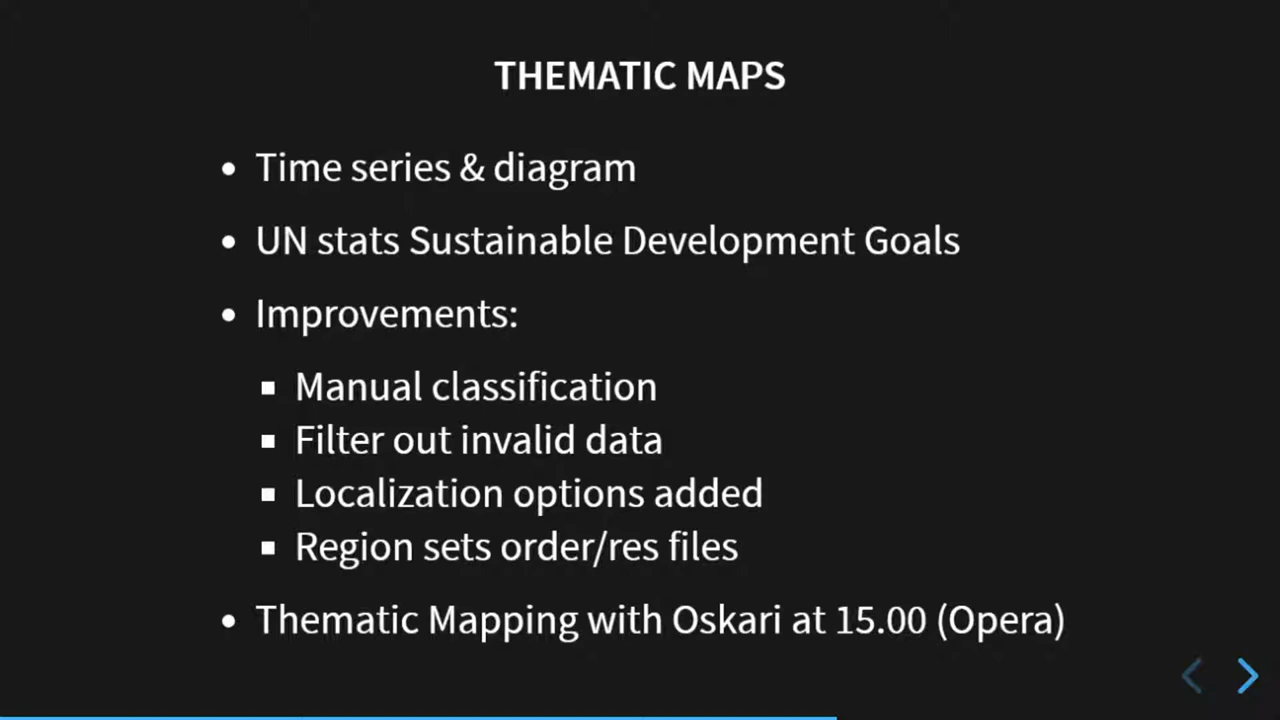 THEMATIC MAPS
• Time series & diagram
• UN stats Sustainable Development Goals
• Improvements:
▪ Manual classification
▪ Filter out invalid data
▪ Localization options added
▪ Region sets order/res files
• Thematic Mapping with Oskari at 15.00 (Opera)